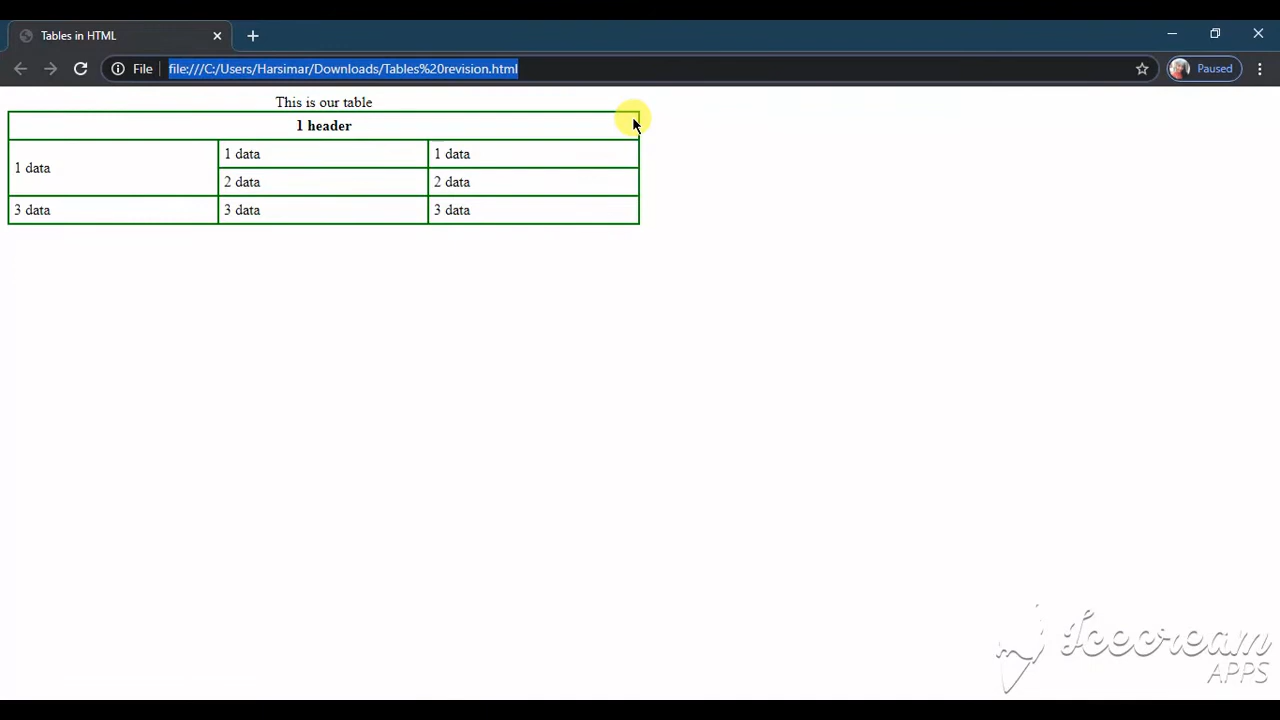 Tables in HTML
File file:///C:/Users/Harsimar/Downloads/Tables%20revision.html Paused
This is our table
1 header
1 data 1 data 1 data
2 data 2 data
3 data 3 data 3 data
Icecream
APPS